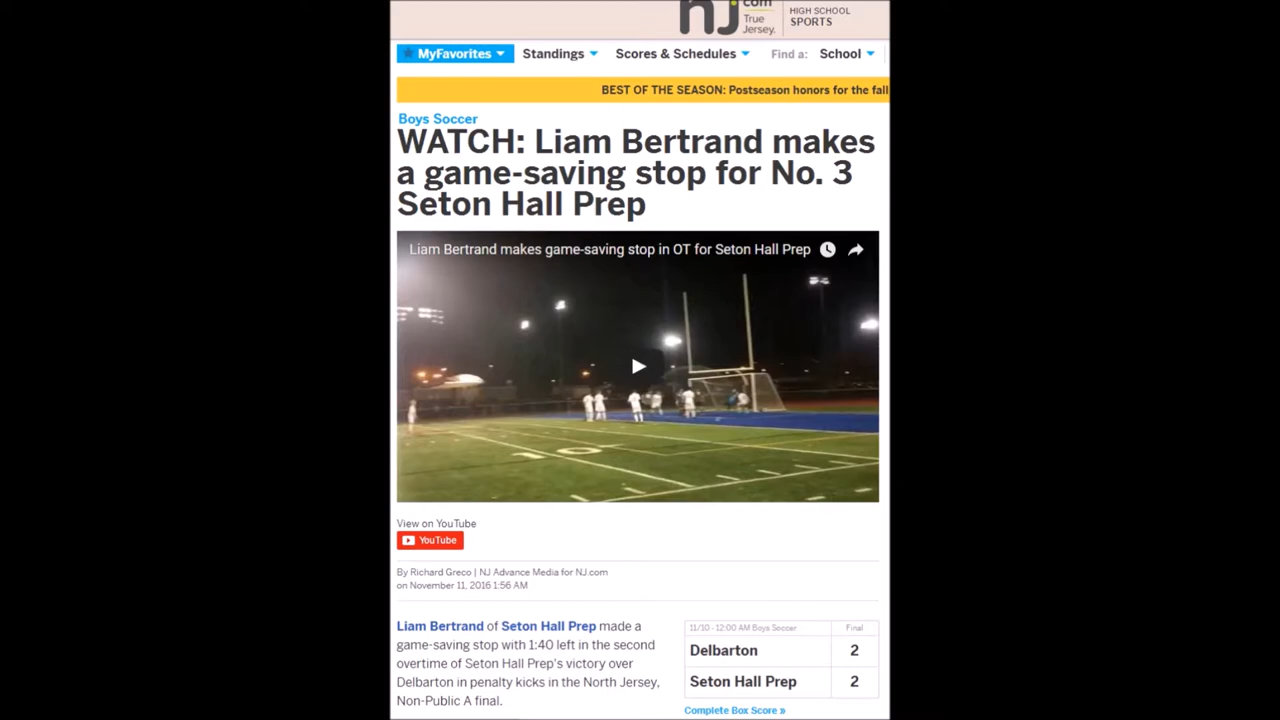 nj.com
True
Jersey.
HIGH SCHOOL
SPORTS
MyFavorites
Standings
Scores & Schedules
Find a:
School
BEST OF THE SEASON: Postseason honors for the fall
Boys Soccer
WATCH: Liam Bertrand makes
a game-saving stop for No. 3
Seton Hall Prep
Liam Bertrand makes game-saving stop in OT for Seton Hall Prep
10
View on YouTube
YouTube
By Richard Greco | NJ Advance Media for NJ.com
on November 11, 2016 1:56 AM
Liam Bertrand of Seton Hall Prep made a
game-saving stop with 1:40 left in the second
overtime of Seton Hall Prep's victory over
Delbarton in penalty kicks in the North Jersey,
Non-Public A final.
11/10 - 12:00 AM Boys Soccer Final
Delbarton 2
Seton Hall Prep 2
Complete Box Score »